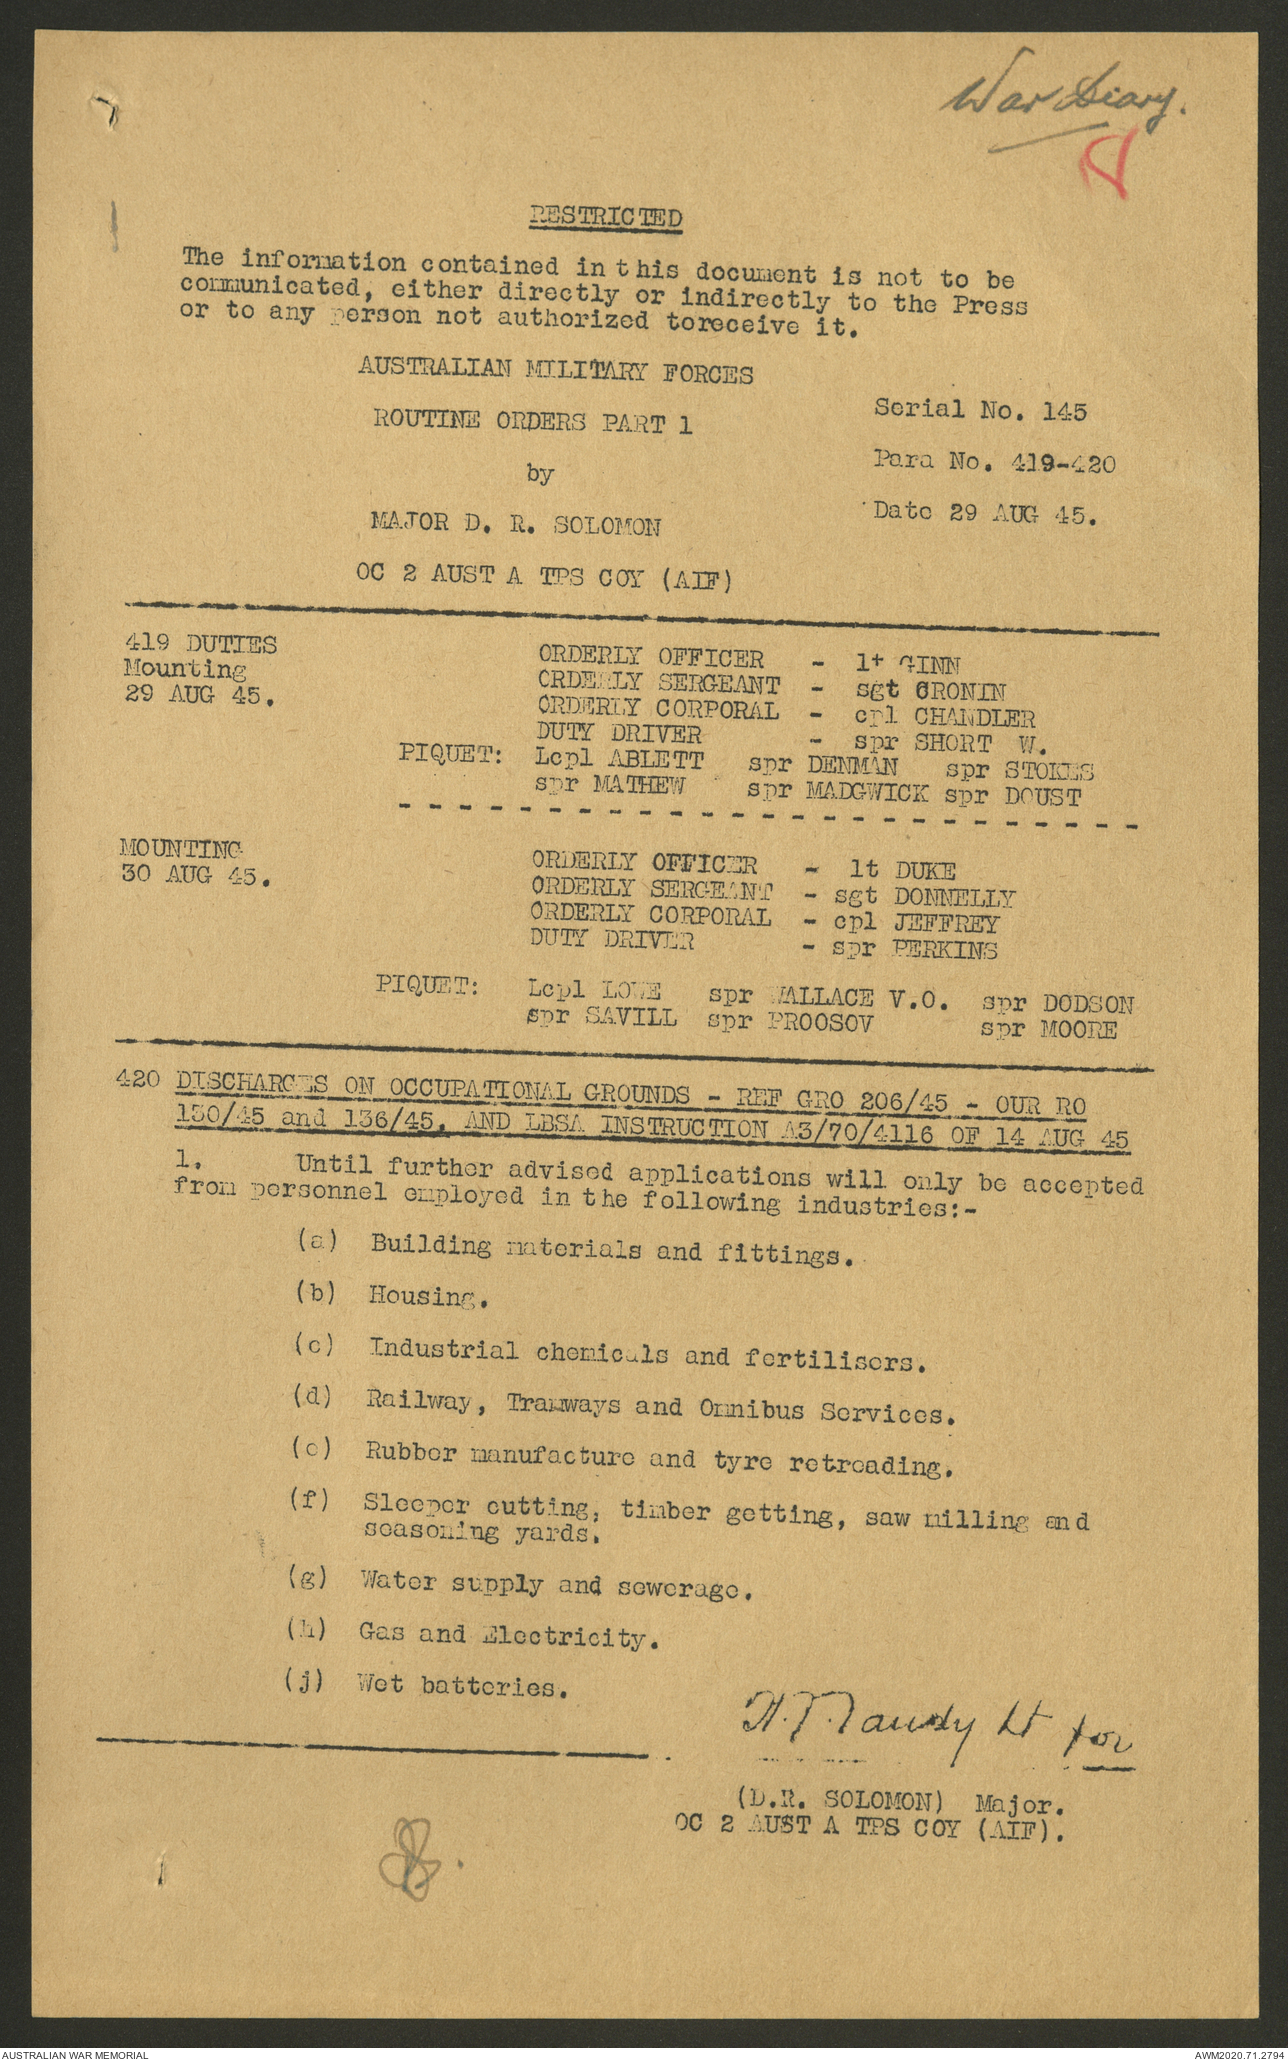 War Diary.
RESTRICTED
The information contained in this document is not to be
communicated, either directly or indirectly to the Press
or to any person not authorized toreceive it.
AUSTRALIAN MILITARY FORCES
ROUTINE ORDERS PART 1
by
MAJOR D. R. SOLOMON
OC 2 AUST A TPS COY (AIF)
Serial No. 145
Para No. 419-420
Date 29 AUG 45.
419 DUTIES
Mounting
29 AUG 45.
ORDERLY OFFICER - lt GINN
ORDERLY SERGEANT - sgt CRONIN
ORDERLY CORPORAL - cpl CHANDLER
DUTY DRIVER - spr SHORT W.
PIQUET: Lcpl ABLETT spr DENMAN spr STOKES
spr MATHEW spr MADGWICK spr DOUST
MOUNTING
30 AUG 45.
ORDERLY OFFICER - lt DUKE
ORDERLY SERGEANT - sgt DONNELLY
ORDERLY CORPORAL - cpl JEFFREY
DUTY DRIVER - spr PERKINS
PIQUET: Lcpl LOWE spr WALLACE V.O. spr DODSON
spr SAVILL spr PROOSOV spr MOORE
420 DISCHARGES ON OCCUPATIONAL GROUNDS - REF GRO 206/45 - OUR RO
130/45 and 136/45, AND LBSA INSTRUCTION A3/70/4116 OF 14 AUG 45
1. Until further advised applications will only be accepted
from personnel employed in the following industries:-
(a) Building materials and fittings.
(b) Housing.
(c) Industrial chemicals and fertilisers.
(d) Railway, Tramways and Omnibus Services.
(e) Rubber manufacture and tyre retreading.
(f) Sleeper cutting, timber getting, saw milling and
seasoning yards.
(g) Water supply and sewerage.
(h) Gas and Electricity.
(j) Wet batteries.
Lt for
(D.R. SOLOMON) Major.
OC 2 AUST A TPS COY (AIF).
AUSTRALIAN WAR MEMORIAL
AWM2020.71.2794